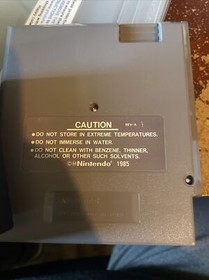 CAUTION
REV-A
•DO NOT STORE IN EXTREME TEMPERATURES.
•DO NOT IMMERSE IN WATER.
•DO NOT CLEAN WITH BENZENE, THINNER,
ALCOHOL OR OTHER SUCH SOLVENTS.
©Nintendo® 1985